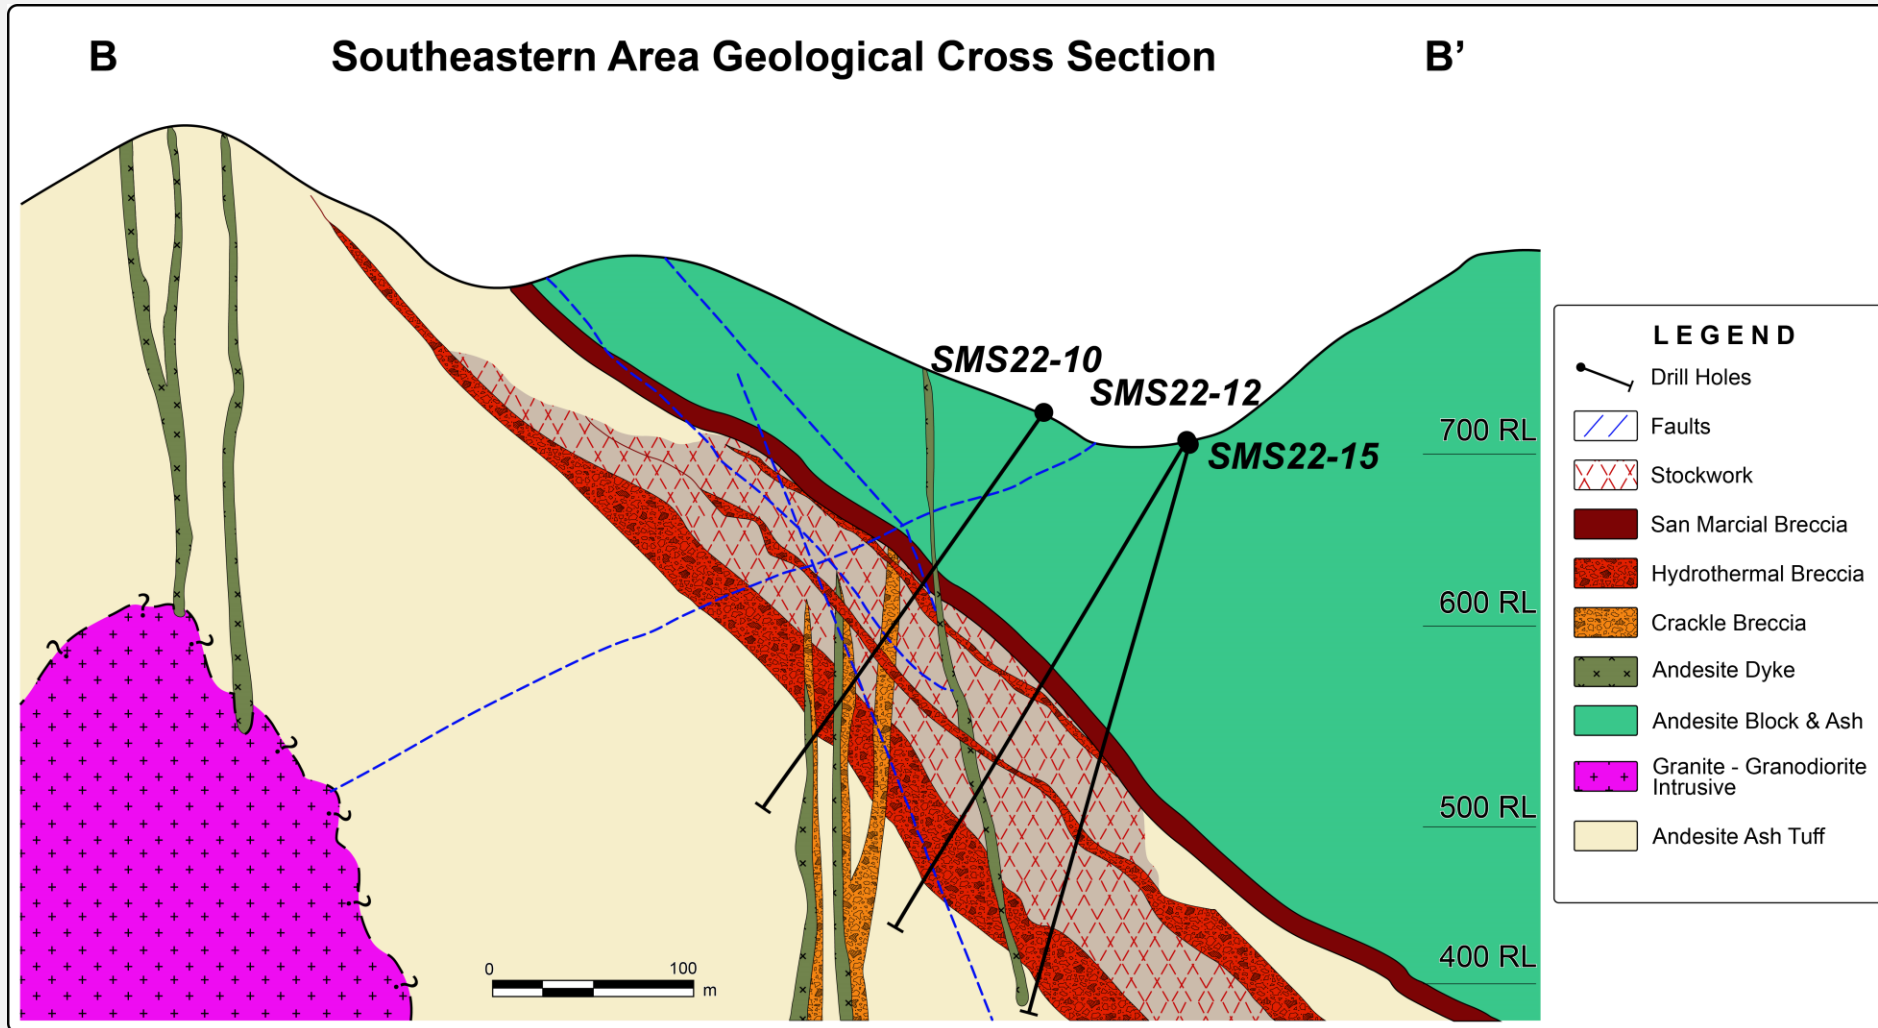 B
Southeastern Area Geological Cross Section
B’
SMS22-10
SMS22-12
SMS22-15
700 RL
600 RL
500 RL
400 RL
?
?
?
?
?
?
?
0
100
m
LEGEND
Drill Holes
Faults
Stockwork
San Marcial Breccia
Hydrothermal Breccia
Crackle Breccia
Andesite Dyke
Andesite Block & Ash
Granite - Granodiorite
Intrusive
Andesite Ash Tuff